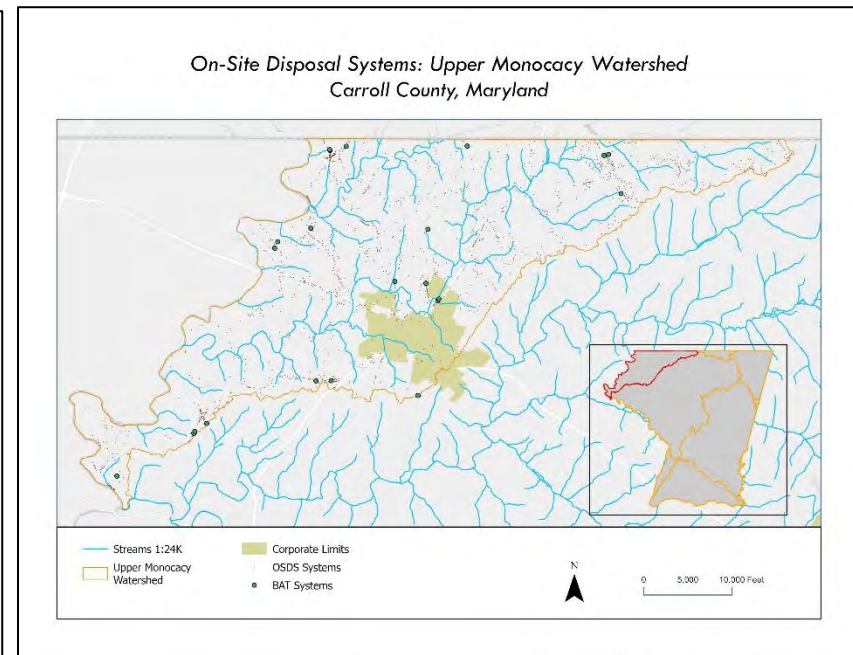 On-Site Disposal Systems: Upper Monocacy Watershed
Carroll County, Maryland
Streams 1:24K
Upper Monocacy
Watershed
Corporate Limits
OSDS Systems
BAT Systems
N
0 5,000 10,000 Feet